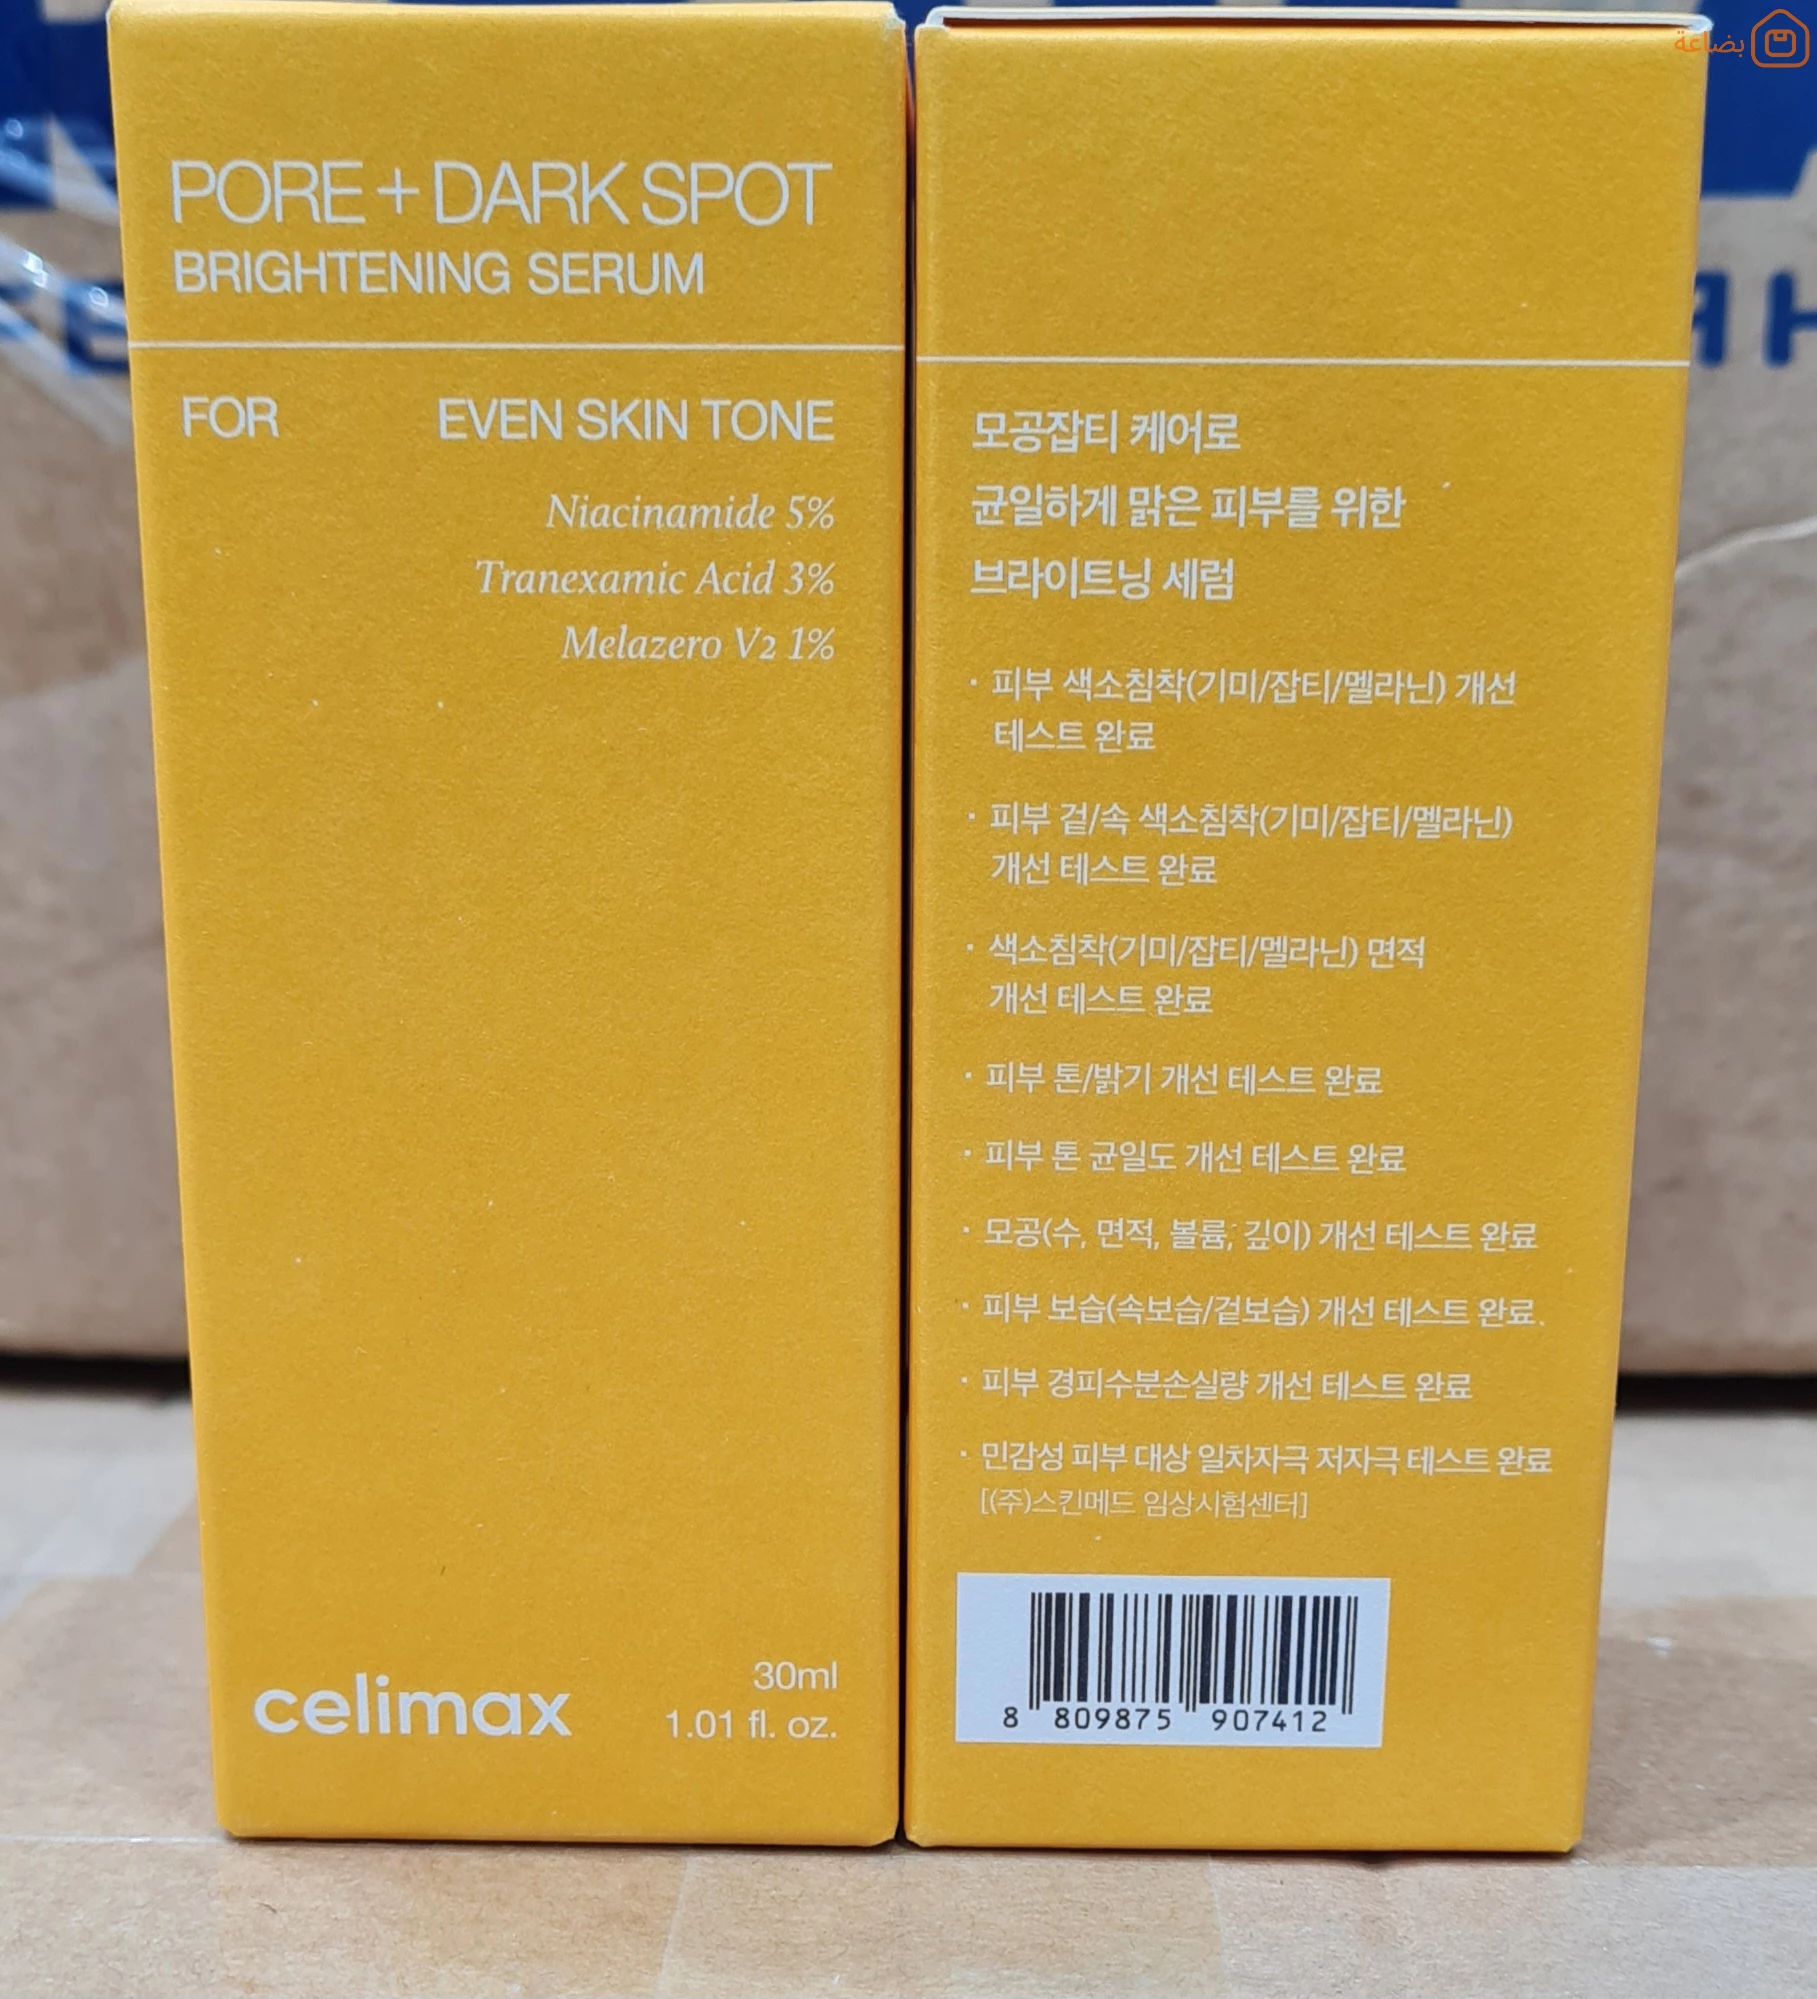 PORE + DARK SPOT
BRIGHTENING SERUM
FOR EVEN SKIN TONE
Niacinamide 5%
Tranexamic Acid 3%
Melazero V2 1%
celimax
30ml
1.01 fl. oz.
모공잡티 케어로
균일하게 맑은 피부를 위한
브라이트닝 세럼
· 피부 색소침착(기미/잡티/멜라닌) 개선
테스트 완료
· 피부 겉/속 색소침착(기미/잡티/멜라닌)
개선 테스트 완료
· 색소침착(기미/잡티/멜라닌) 면적
개선 테스트 완료
· 피부 톤/밝기 개선 테스트 완료
· 피부 톤 균일도 개선 테스트 완료
· 모공(수, 면적, 볼륨, 깊이) 개선 테스트 완료
· 피부 보습(속보습/겉보습) 개선 테스트 완료.
· 피부 경피수분손실량 개선 테스트 완료
· 민감성 피부 대상 일차자극 저자극 테스트 완료
[(주)스킨메드 임상시험센터]
8 809875 907412
بضاعة